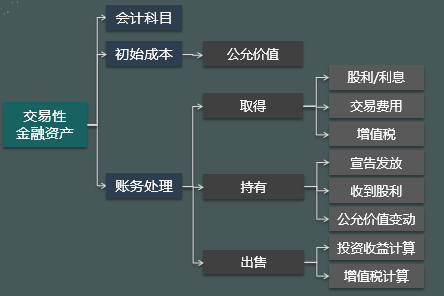 交易性
金融资产
会计科目
初始成本
公允价值
账务处理
取得
股利/利息
交易费用
增值税
持有
宣告发放
收到股利
公允价值变动
出售
投资收益计算
增值税计算